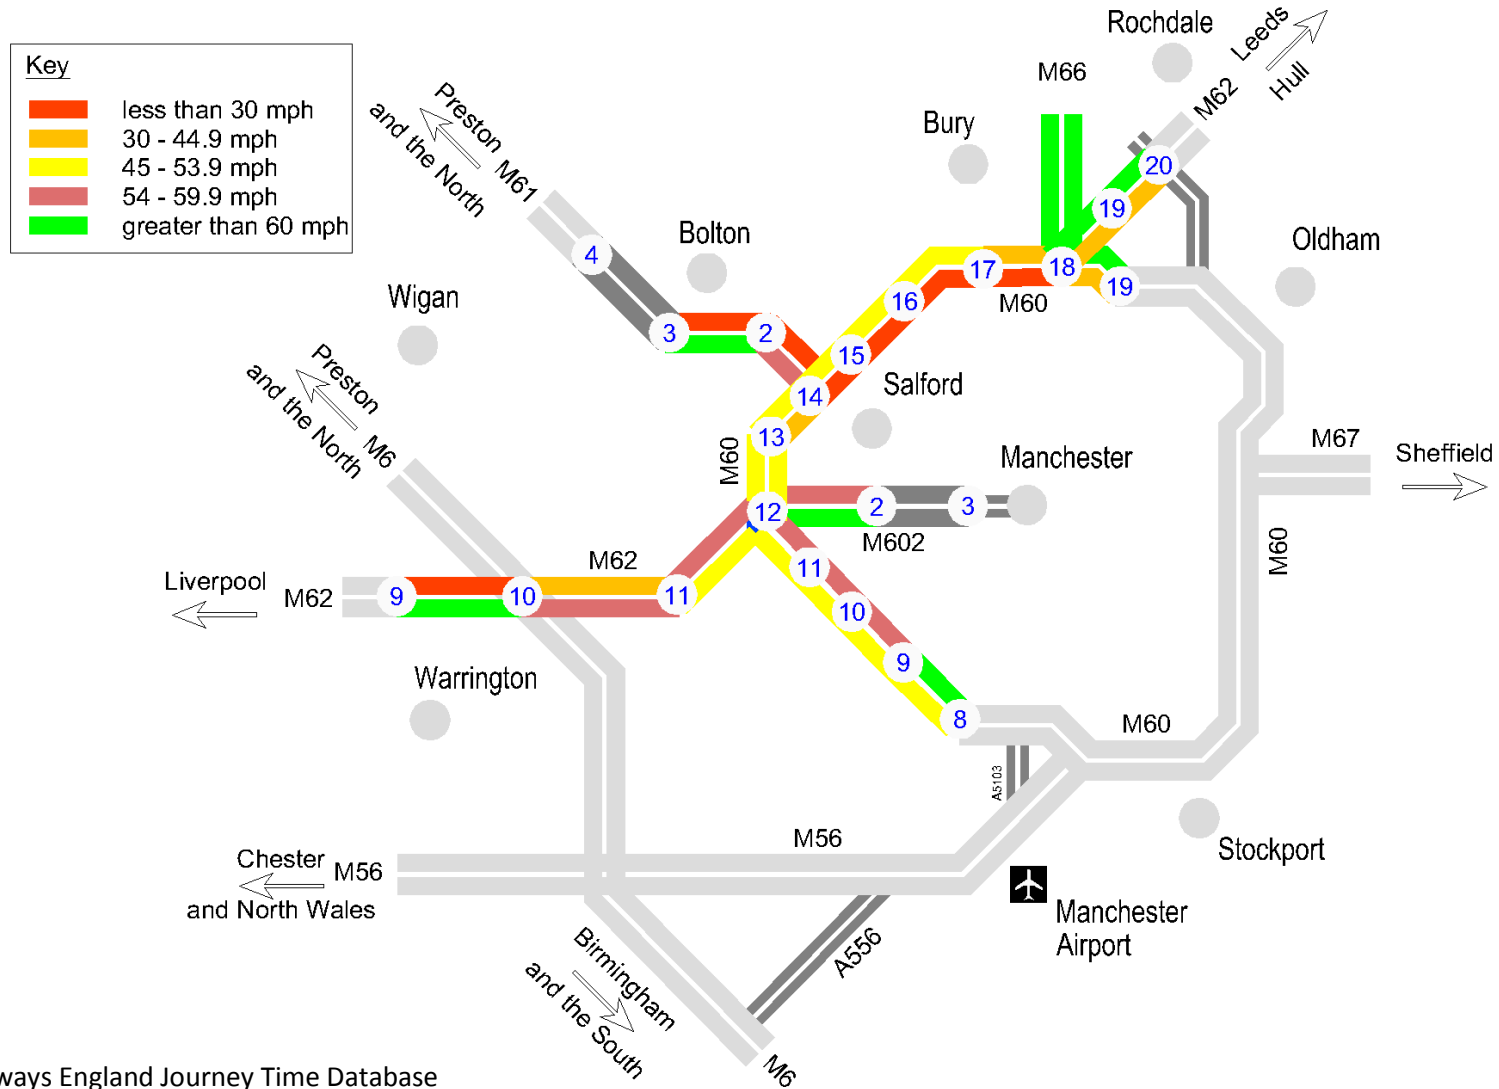 Key
less than 30 mph
30 - 44.9 mph
45 - 53.9 mph
54 - 59.9 mph
greater than 60 mph
Rochdale
Leeds
Hull
M62
M66
Bury
Preston
and the North
M61
Bolton
Wigan
Oldham
4
3
2
14
15
16
17
18
19
20
19
M60
Salford
13
M60
Preston
and the North
M6
Manchester
M67
Sheffield
12
2
3
M602
M60
Liverpool
M62
M62
9
10
11
11
10
9
8
Warrington
M60
A5103
Stockport
M56
Chester
M56
and North Wales
Manchester
Airport
A556
Birmingham
and the South
M6
ways England Journey Time Database